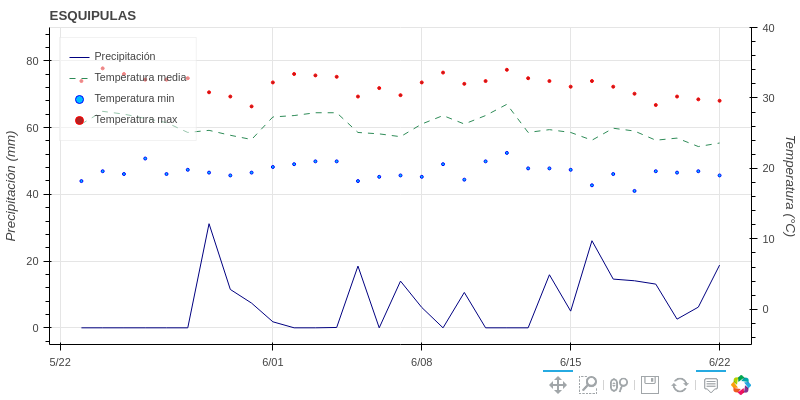 ESQUIPULAS
Precipitación
Temperatura media
Temperatura min
Temperatura max
Precipitación (mm)
80
60
40
20
0
Temperatura (°C)
40
30
20
10
0
5/22
6/01
6/08
6/15
6/22